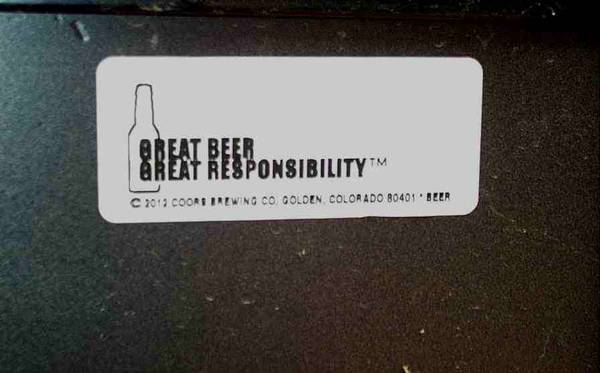 GREAT BEER
GREAT RESPONSIBILITY™
© 2012 COORS BREWING CO, GOLDEN, COLORADO 80401 * BEER